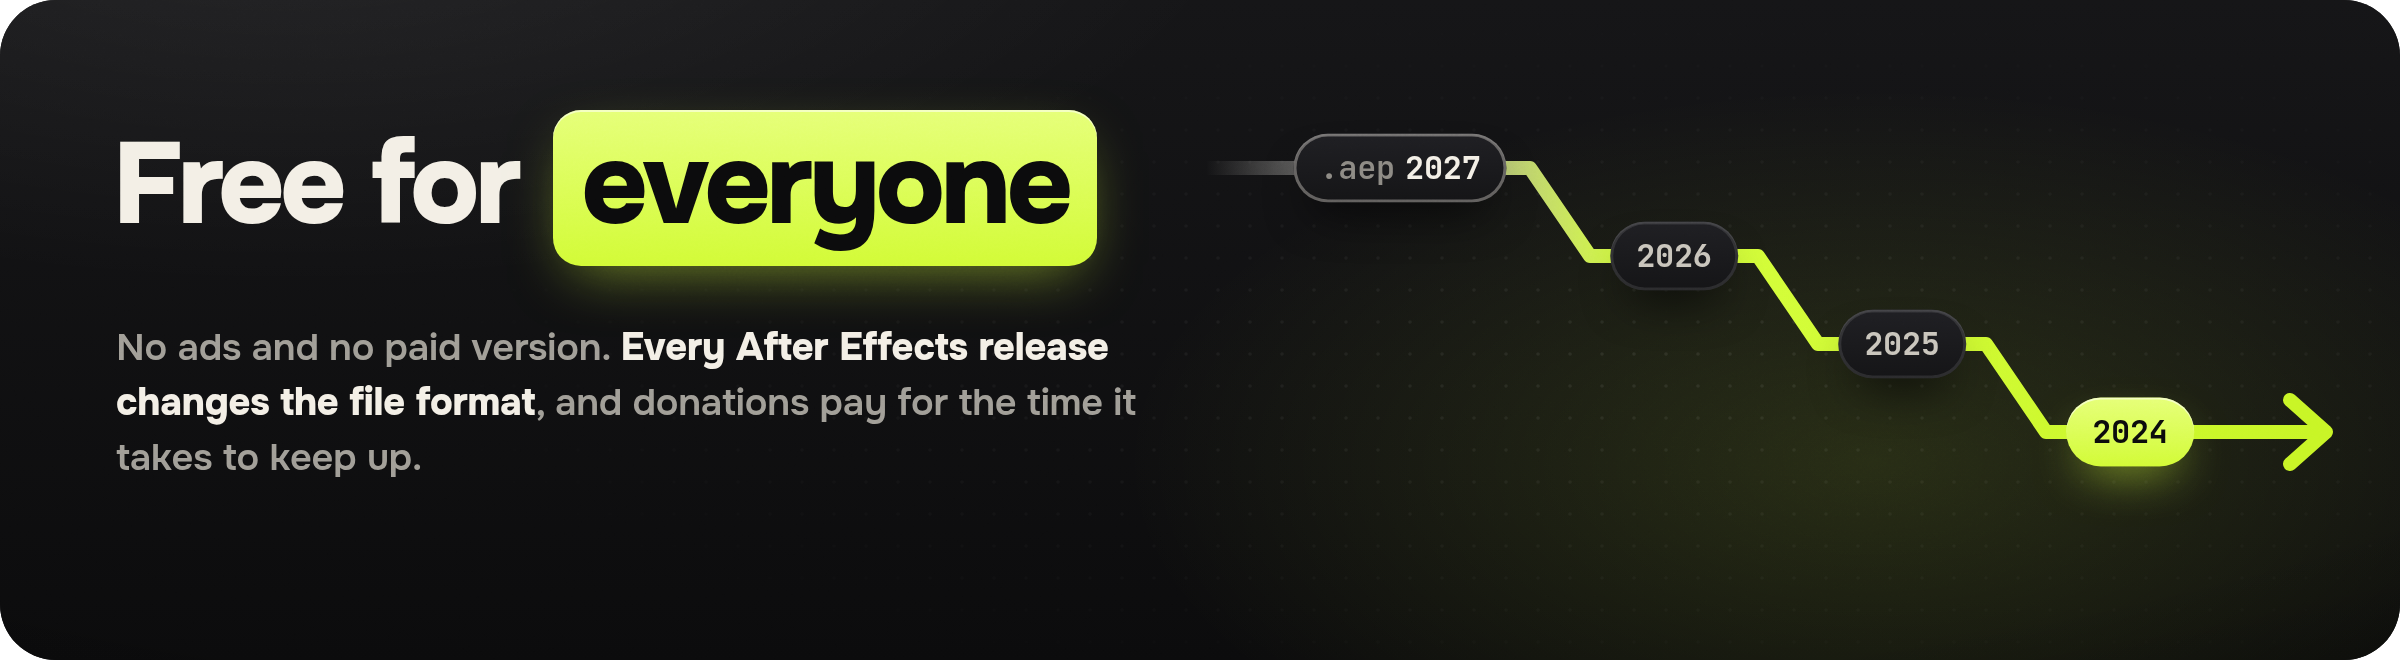 Free for everyone
No ads and no paid version. Every After Effects release
changes the file format, and donations pay for the time it
takes to keep up.
.aep 2027
2026
2025
2024